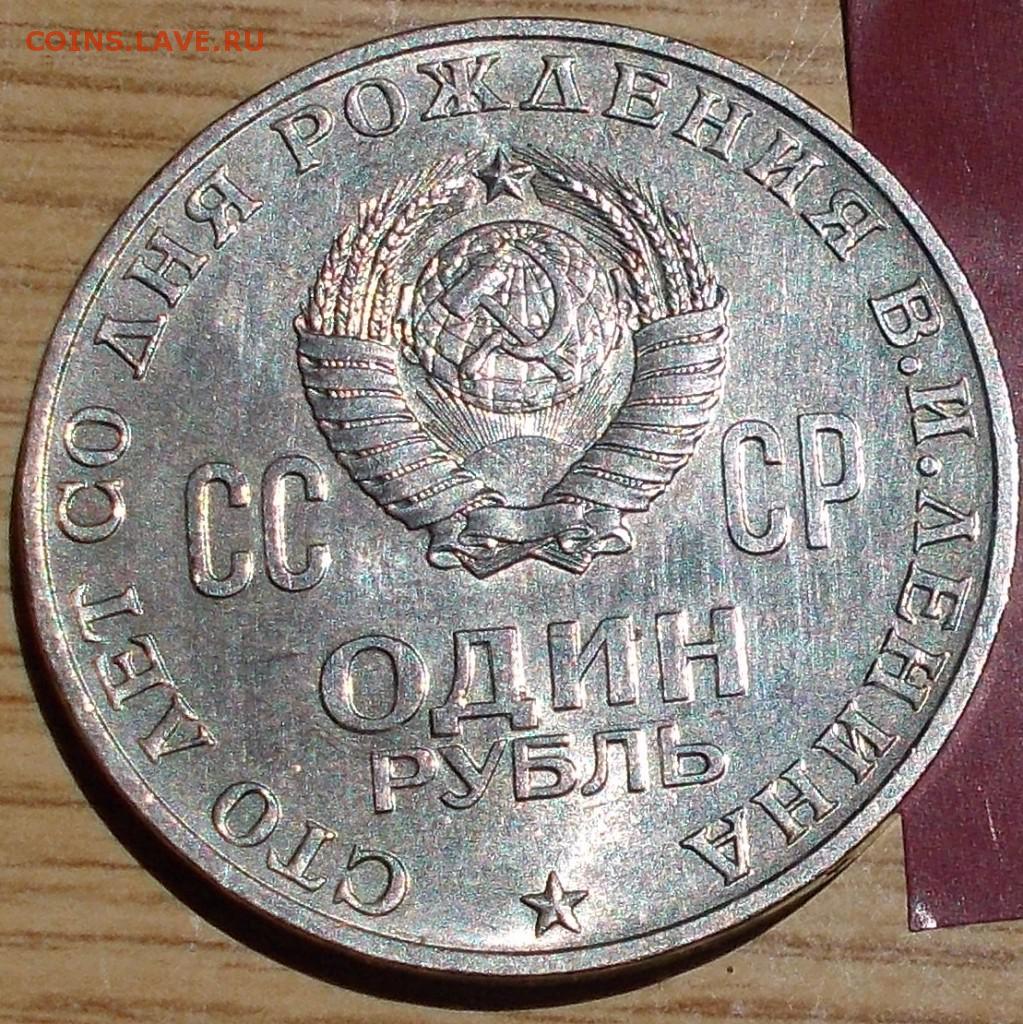 COINS.LAVE.RU
СТО ЛЕТ СО ДНЯ РОЖДЕНИЯ В.И.ЛЕНИНА
СС СР
ОДИН
РУБЛЬ